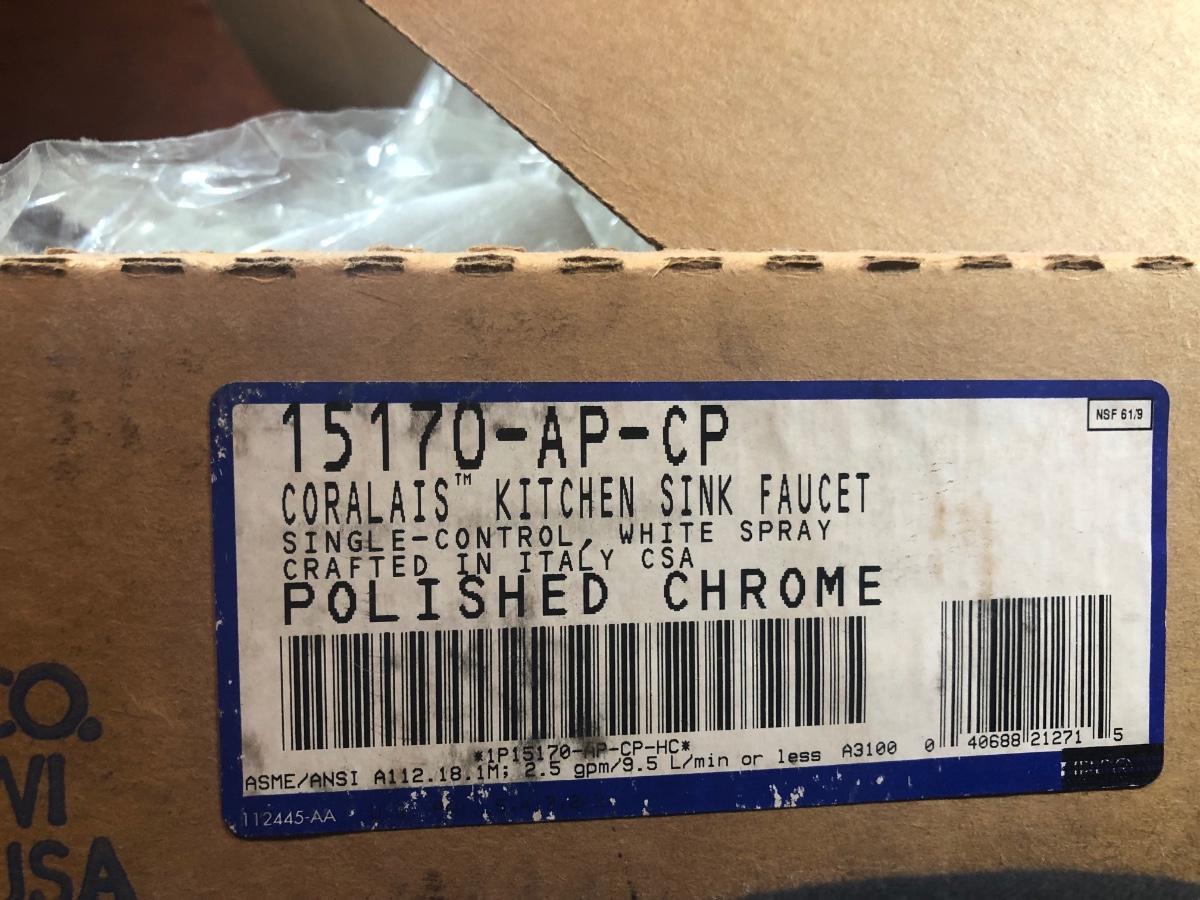 15170-AP-CP
NSF 61/9
CORALAIS™ KITCHEN SINK FAUCET
SINGLE-CONTROL, WHITE SPRAY
CRAFTED IN ITALY CSA
POLISHED CHROME
*1P15170-AP-CP-HC*
A3100
0 40688 21271 5
ASME/ANSI A112.18.1M; 2.5 gpm/9.5 L/min or less
112445-AA
CO.
WI
USA